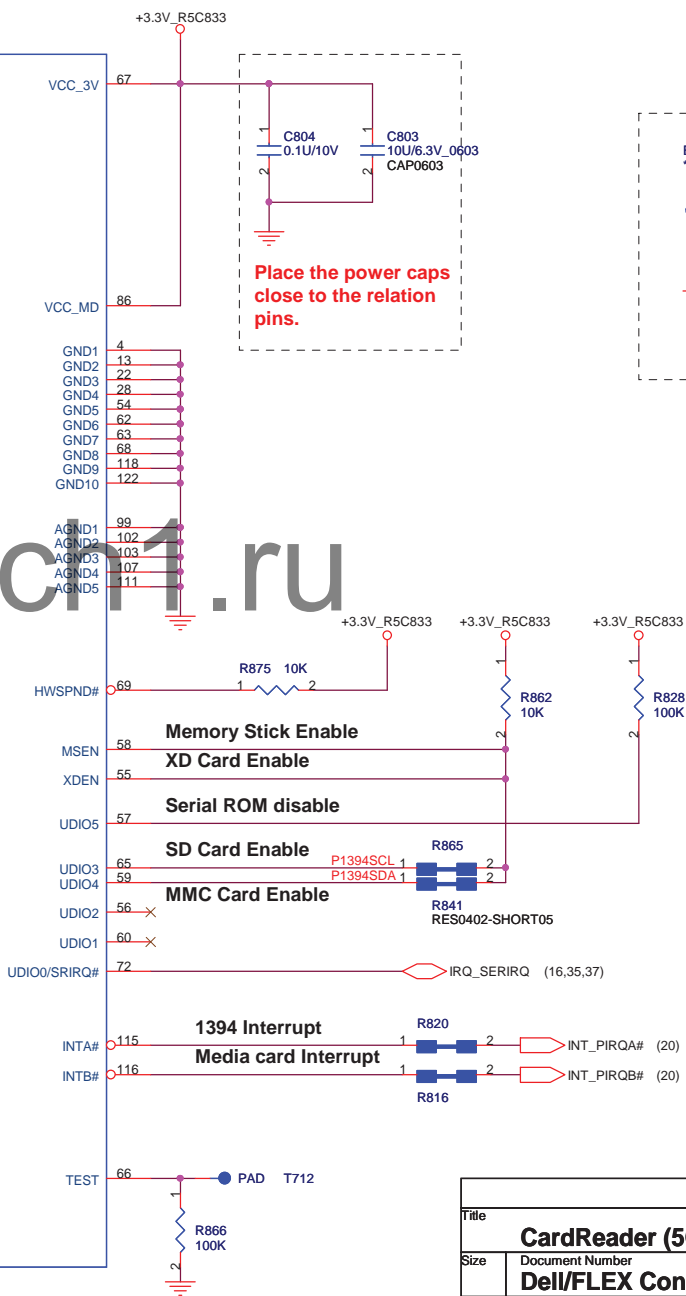 +3.3V_R5C833
VCC_3V 67
C804
0.1U/10V
1
2
C803
10U/6.3V_0603
CAP0603
1
2
Place the power caps
close to the relation
pins.
VCC_MD 86
GND1 4
GND2 13
GND3 22
GND4 28
GND5 54
GND6 62
GND7 63
GND8 68
GND9 118
GND10 122
AGND1 99
AGND2 102
AGND3 103
AGND4 107
AGND5 111
ch1.ru
+3.3V_R5C833 +3.3V_R5C833 +3.3V_R5C833
R875 10K
HWSPND# 69 1 2
1
R862
10K
2
1
R828
100K
2
Memory Stick Enable
MSEN 58
XD Card Enable
XDEN 55
Serial ROM disable
UDIO5 57
SD Card Enable
R865
UDIO3 65 P1394SCL 1 2
UDIO4 59 P1394SDA 1 2
MMC Card Enable
R841
RES0402-SHORT05
UDIO2 56
UDIO1 60
UDIO0/SRIRQ# 72 IRQ_SERIRQ (16,35,37)
1394 Interrupt
R820
INTA# 115 1 2 INT_PIRQA# (20)
Media card Interrupt
INTB# 116 1 2 INT_PIRQB# (20)
R816
TEST 66 PAD T712
1
R866
100K
2
Title
CardReader (5
Size Document Number
Dell/FLEX Con